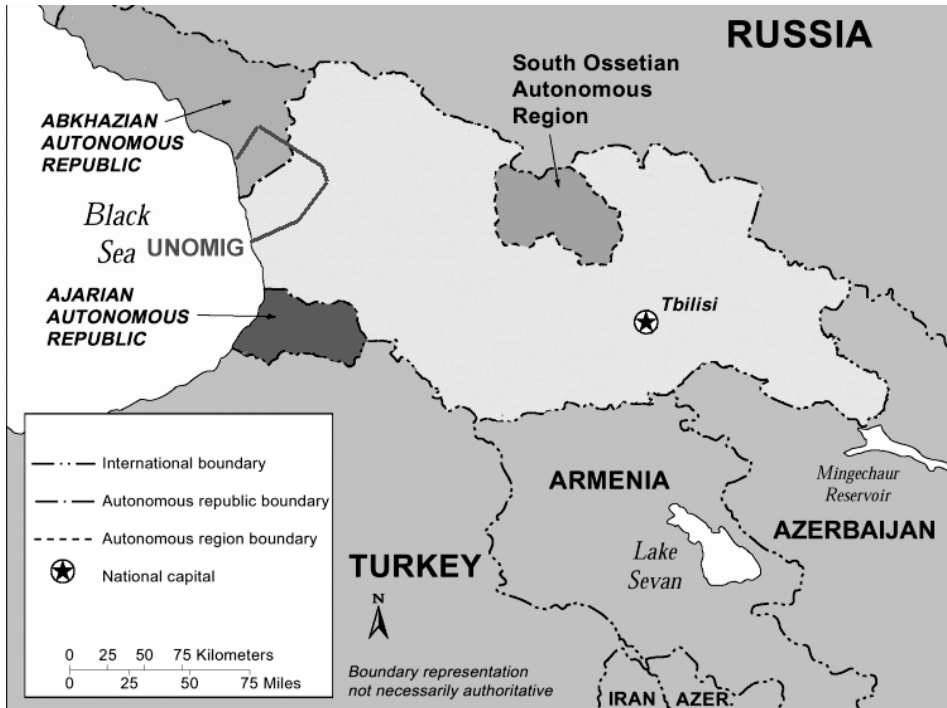 RUSSIA
South Ossetian
Autonomous
Region
ABKHAZIAN
AUTONOMOUS
REPUBLIC
Black
Sea
UNOMIG
AJARIAN
AUTONOMOUS
REPUBLIC
Tbilisi
International boundary
Autonomous republic boundary
Autonomous region boundary
National capital
0 25 50 75 Kilometers
0 25 50 75 Miles
ARMENIA
Mingechaur
Reservoir
AZERBAIJAN
Lake
Sevan
TURKEY
N
Boundary representation
not necessarily authoritative
IRAN
AZER.